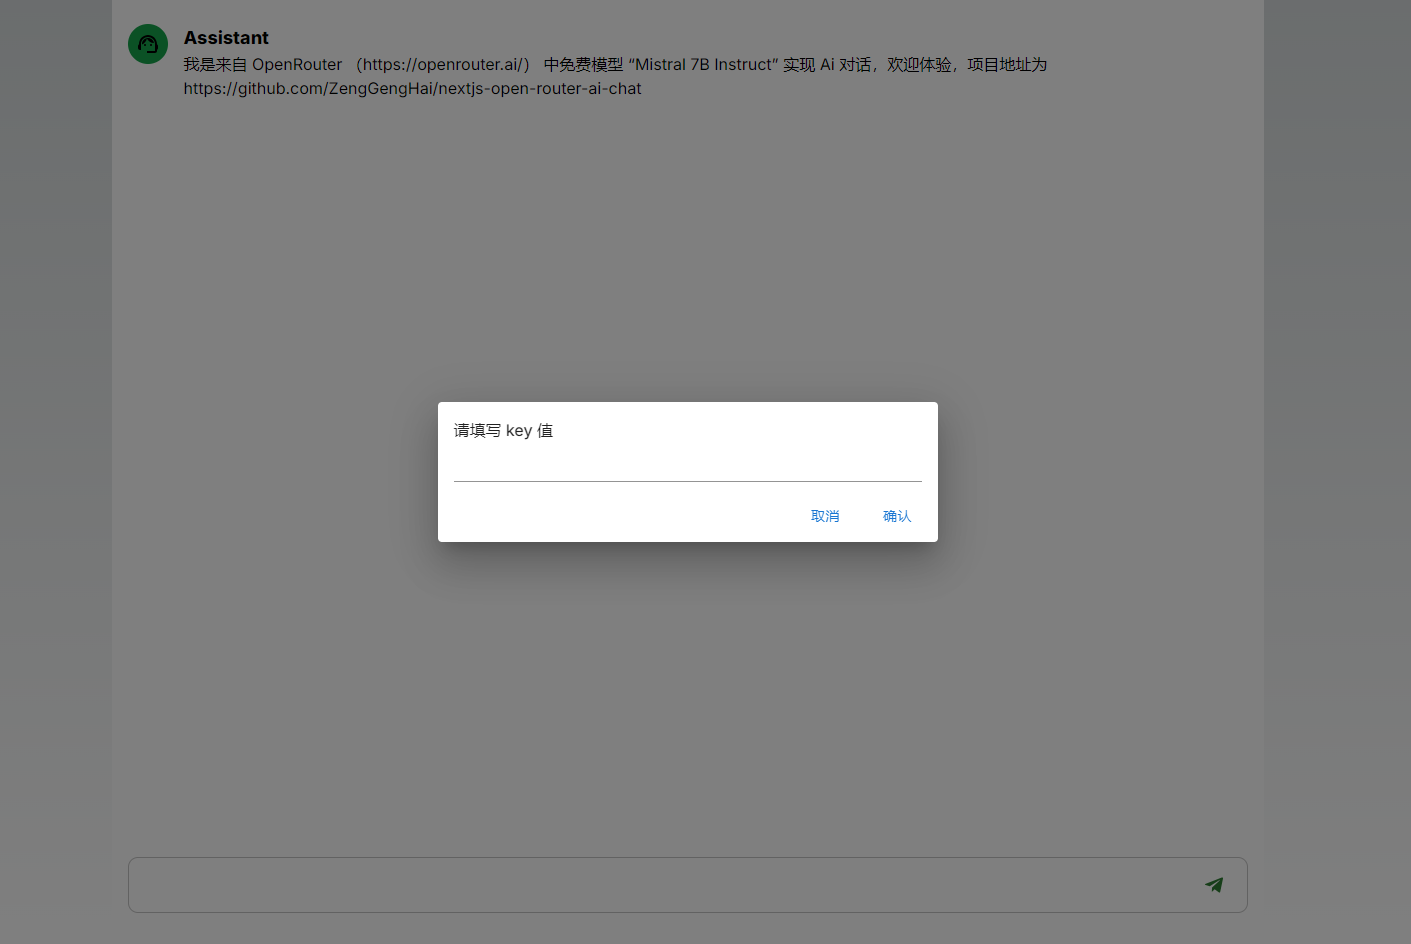 Assistant
我是来自 OpenRouter （https://openrouter.ai/） 中免费模型 “Mistral 7B Instruct” 实现 Ai 对话，欢迎体验，项目地址为
https://github.com/ZengGengHai/nextjs-open-router-ai-chat
请填写 key 值
取消 确认